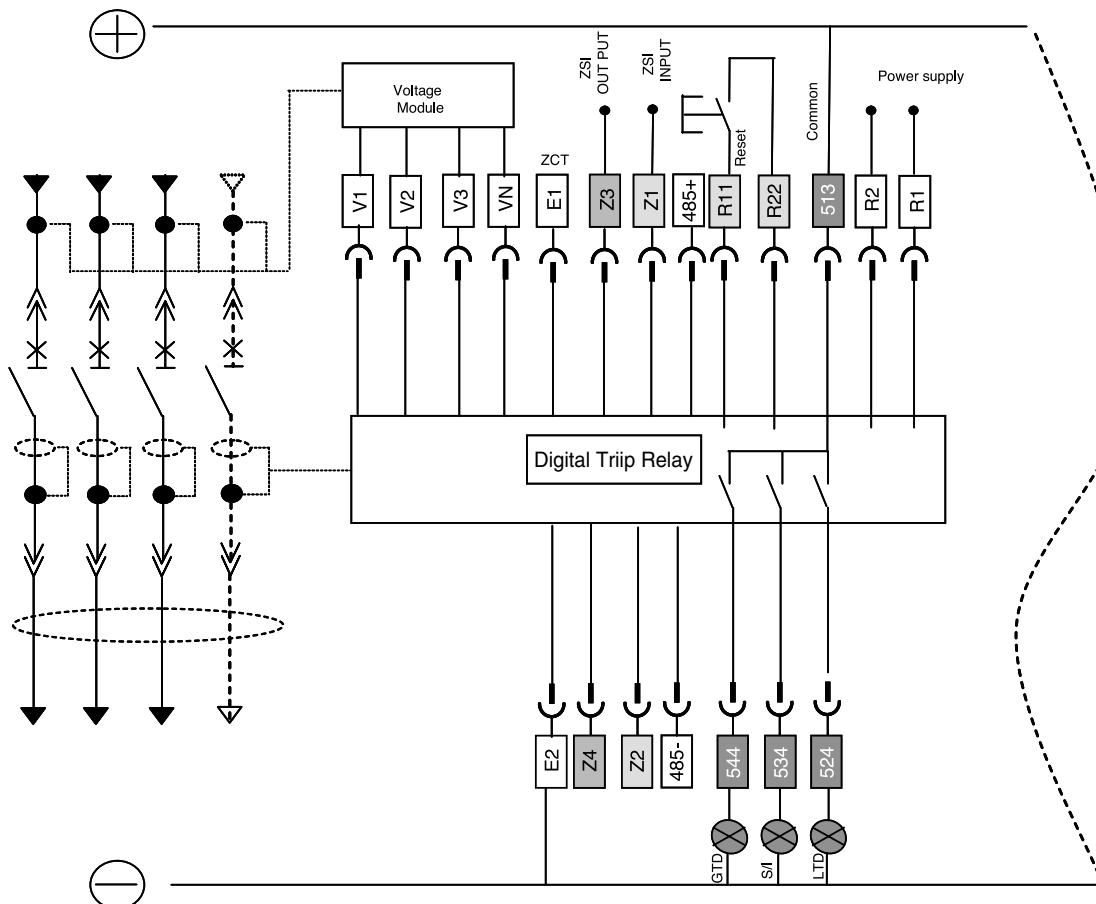 ZSI
OUT PUT
ZSI
INPUT
Power supply
Voltage
Module
Common
Reset
ZCT
V1
V2
V3
VN
E1
Z3
Z1
485+
R11
R22
513
R2
R1
Digital Triip Relay
E2
Z4
Z2
485-
544
534
524
GTD
S/I
LTD